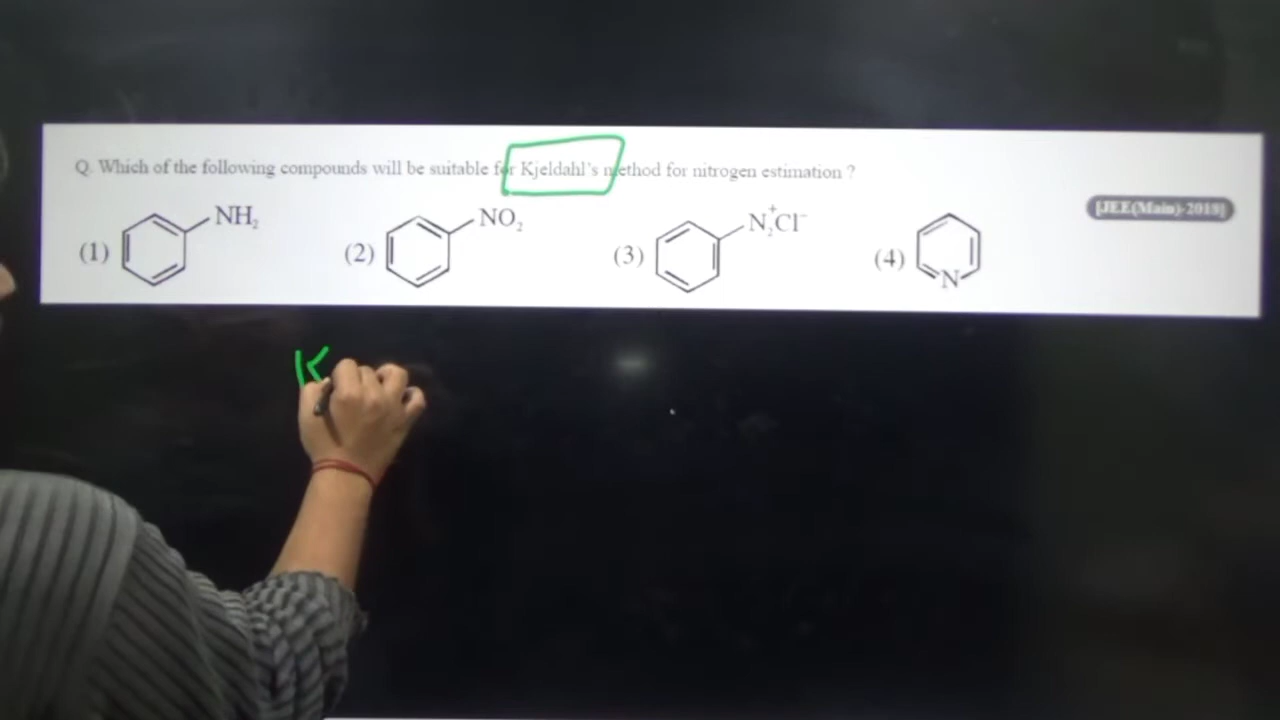 Q. Which of the following compounds will be suitable for Kjeldahl's method for nitrogen estimation ?
[JEE(Main)-2018]
(1) NH₂ (2) NO₂ (3) N₂⁺Cl⁻ (4) N
K